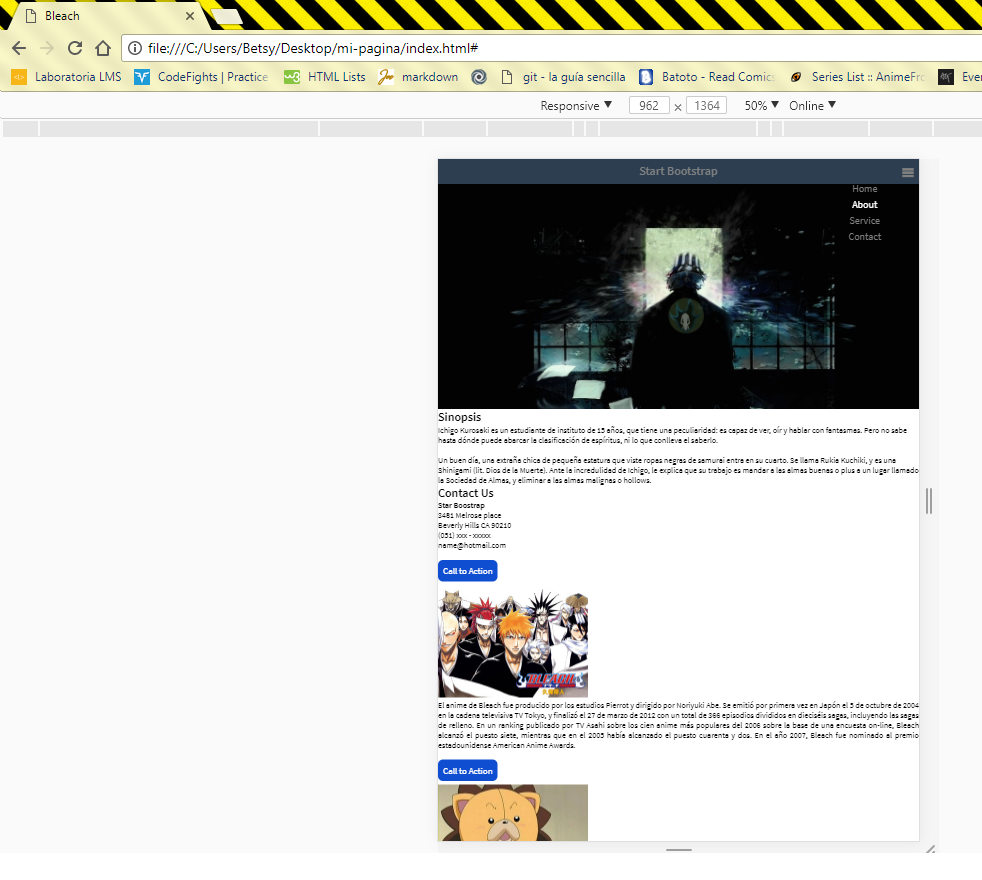 Bleach
file:///C:/Users/Betsy/Desktop/mi-pagina/index.html#
Laboratoria LMS CodeFights | Practice HTML Lists markdown git - la guía sencilla Batoto - Read Comics Series List :: AnimeFro Ever
Responsive 962 x 1364 50% Online
Start Bootstrap
Home
About
Service
Contact
Sinopsis
Ichigo Kurosaki es un estudiante de instituto de 15 años, que tiene una peculiaridad: es capaz de ver, oír y hablar con fantasmas. Pero no sabe
hasta dónde puede abarcar la clasificación de espíritus, ni lo que conlleva el saberlo.
Un buen día, una extraña chica de pequeña estatura que viste ropas negras de samurai entra en su cuarto. Se llama Rukia Kuchiki, y es una
Shinigami (lit. Dios de la Muerte). Ante la incredulidad de Ichigo, le explica que su trabajo es mandar a las almas buenas o plus a un lugar llamado
la Sociedad de Almas, y eliminar a las almas malignas o hollows.
Contact Us
Star Boostrap
3481 Melrose place
Beverly Hills CA 90210
(051) xxx - xxxxx
name@hotmail.com
Call to Action
BLEACH
El anime de Bleach fue producido por los estudios Pierrot y dirigido por Noriyuki Abe. Se emitió por primera vez en Japón el 5 de octubre de 2004
en la cadena televisiva TV Tokyo, y finalizó el 27 de marzo de 2012 con un total de 366 episodios divididos en dieciséis sagas, incluyendo las sagas
de relleno. En un ranking publicado por TV Asahi sobre los cien anime más populares del 2006 sobre la base de una encuesta on-line, Bleach
alcanzó el puesto siete, mientras que en el 2005 había alcanzado el puesto cuarenta y dos. En el año 2007, Bleach fue nominado al premio
estadounidense American Anime Awards.
Call to Action